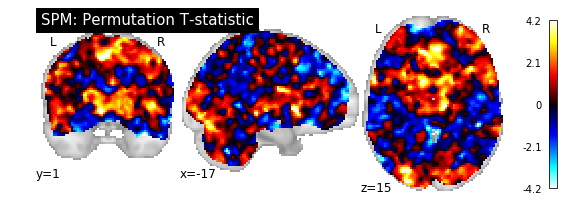 SPM: Permutation T-statistic
L R L R
y=1 x=-17 z=15
4.2
2.1
0
-2.1
-4.2